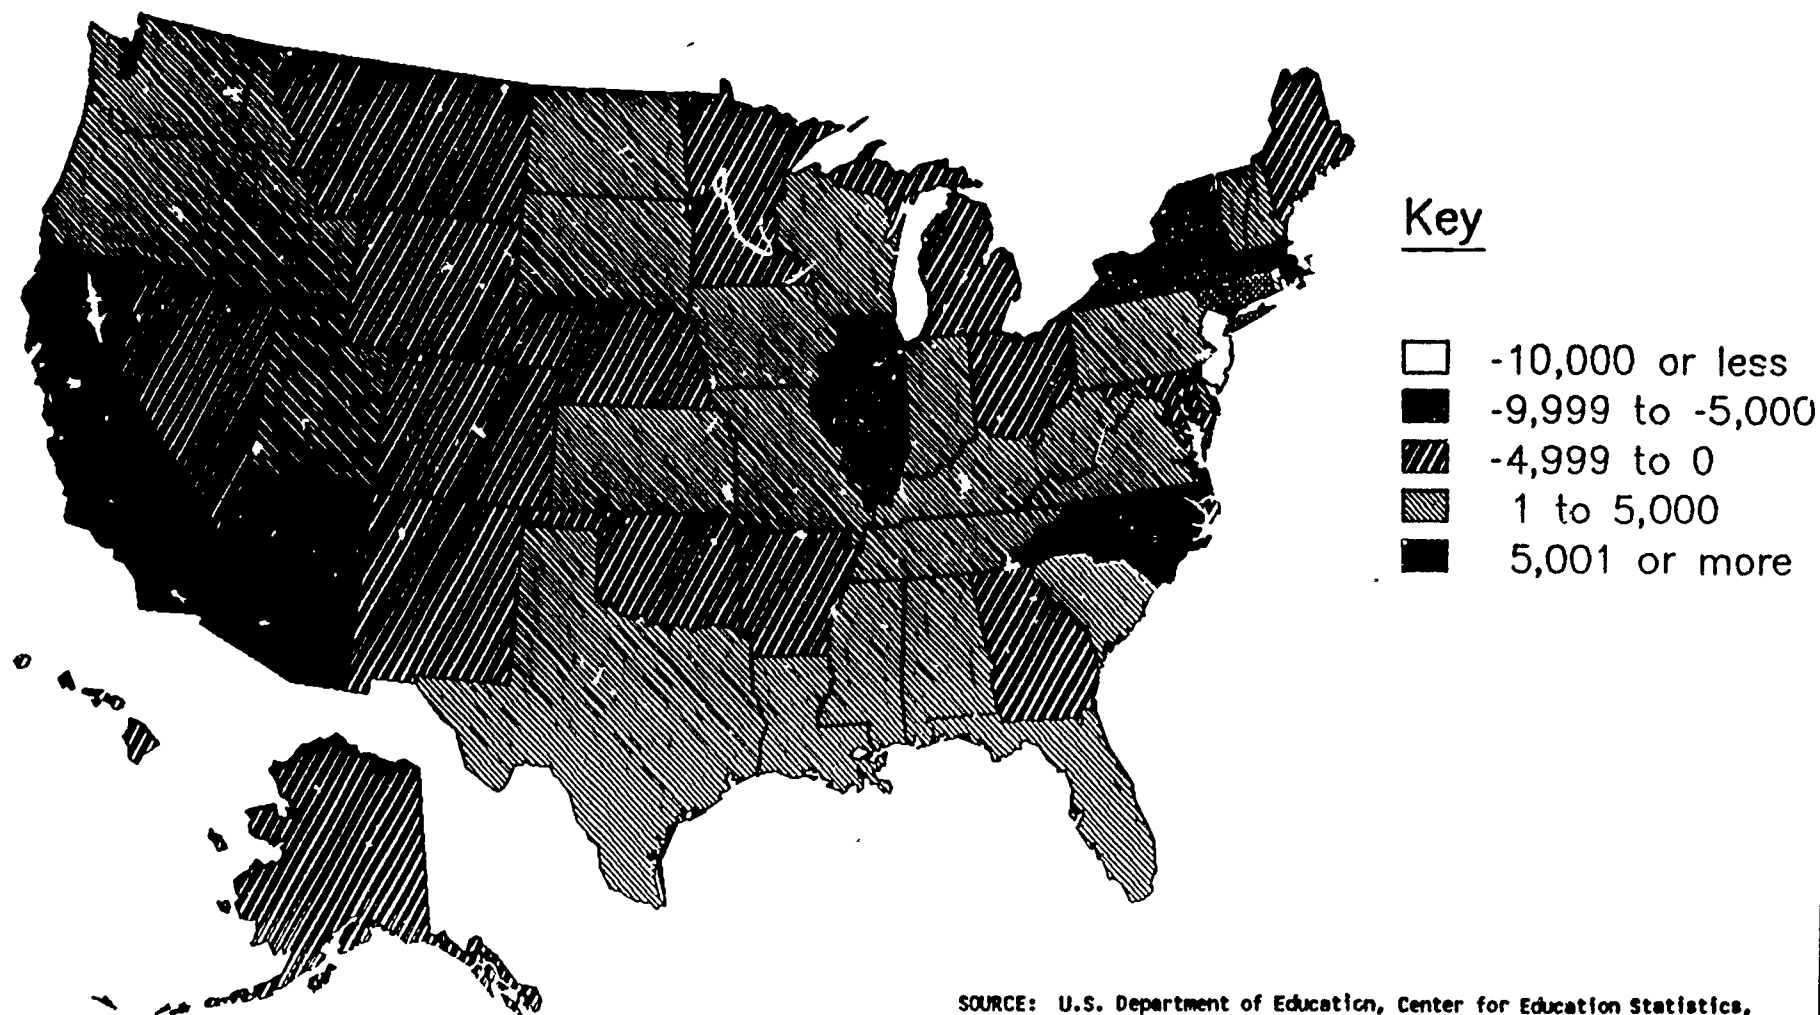 Key
-10,000 or less
-9,999 to -5,000
-4,999 to 0
1 to 5,000
5,001 or more
SOURCE: U.S. Department of Education, Center for Education Statistics,